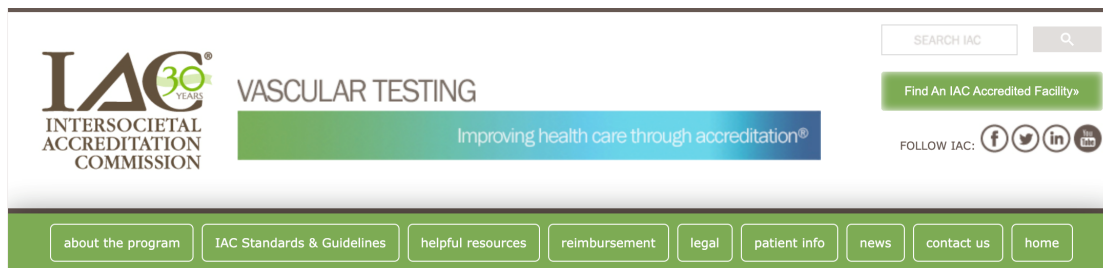 IAC®
30
YEARS
INTERSOCIETAL
ACCREDITATION
COMMISSION
VASCULAR TESTING
Improving health care through accreditation®
SEARCH IAC
Find An IAC Accredited Facility»
FOLLOW IAC: f in You Tube
about the program IAC Standards & Guidelines helpful resources reimbursement legal patient info news contact us home